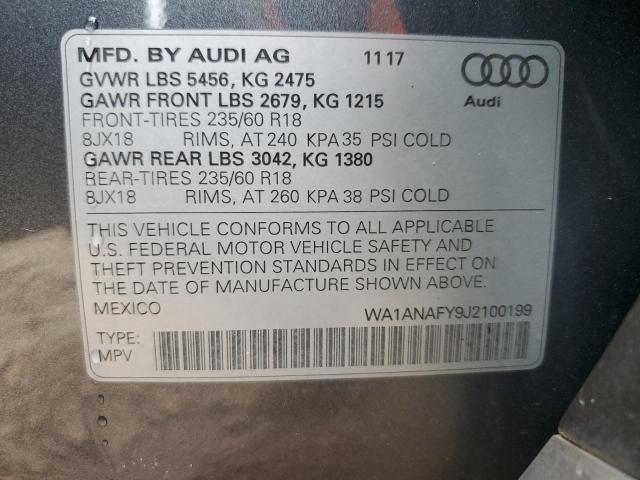 MFD. BY AUDI AG 11 17
GVWR LBS 5456, KG 2475
GAWR FRONT LBS 2679, KG 1215
Audi
FRONT-TIRES 235/60 R18
8JX18 RIMS, AT 240 KPA 35 PSI COLD
GAWR REAR LBS 3042, KG 1380
REAR-TIRES 235/60 R18
8JX18 RIMS, AT 260 KPA 38 PSI COLD
THIS VEHICLE CONFORMS TO ALL APPLICABLE
U.S. FEDERAL MOTOR VEHICLE SAFETY AND
THEFT PREVENTION STANDARDS IN EFFECT ON
THE DATE OF MANUFACTURE SHOWN ABOVE.
MEXICO WA1ANAFY9J2100199
TYPE:
MPV